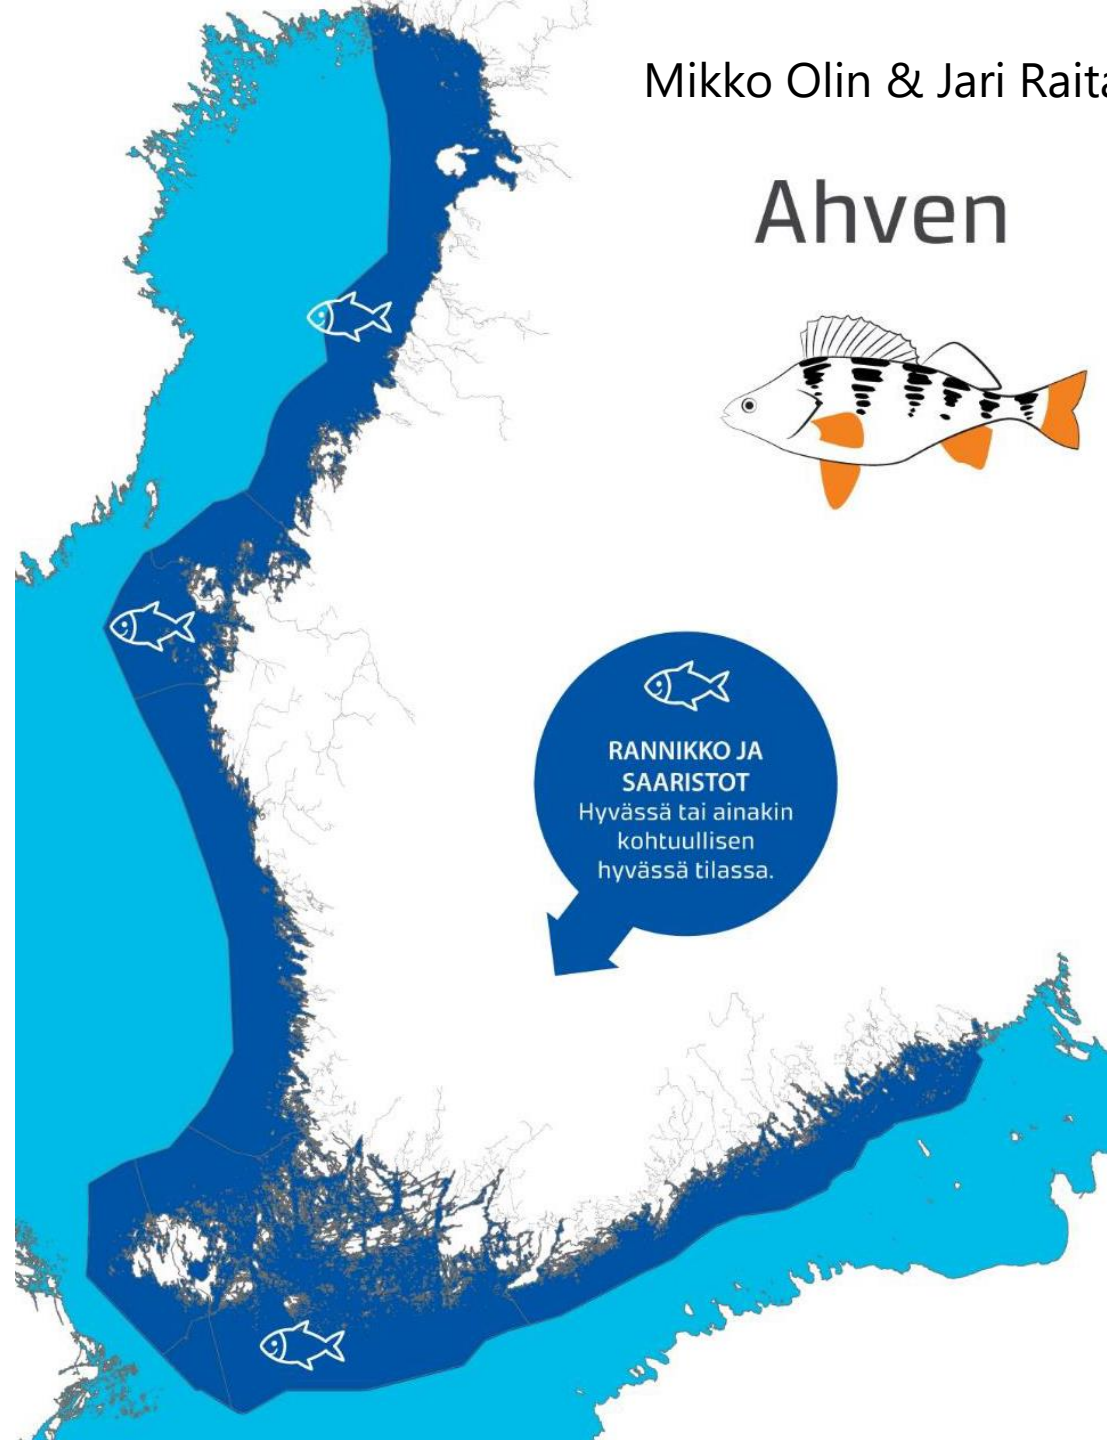 Mikko Olin & Jari Raita
Ahven
RANNIKKO JA
SAARISTOT
Hyvässä tai ainakin
kohtuullisen
hyvässä tilassa.